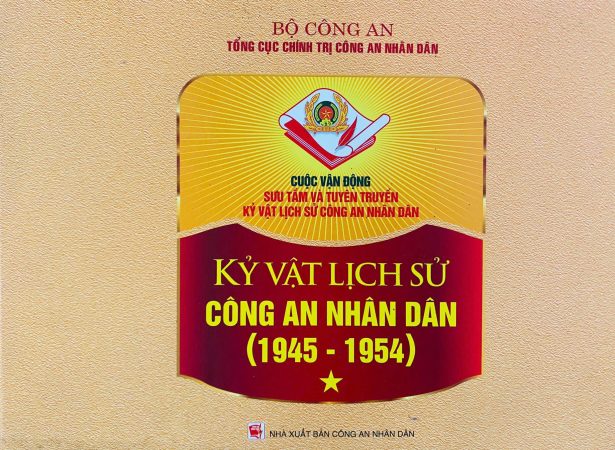 BỘ CÔNG AN
TỔNG CỤC CHÍNH TRỊ CÔNG AN NHÂN DÂN
CUỘC VẬN ĐỘNG
SƯU TẦM VÀ TUYÊN TRUYỀN
KỶ VẬT LỊCH SỬ CÔNG AN NHÂN DÂN
KỶ VẬT LỊCH SỬ
CÔNG AN NHÂN DÂN
(1945 - 1954)
NHÀ XUẤT BẢN CÔNG AN NHÂN DÂN